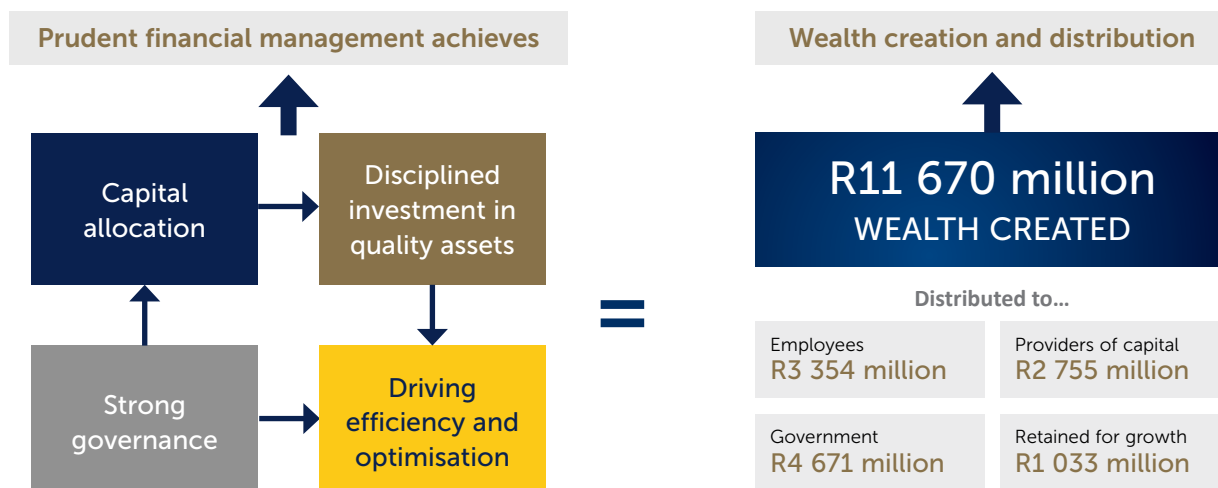 Prudent financial management achieves
Capital
allocation
Disciplined
investment in
quality assets
Strong
governance
Driving
efficiency and
optimisation
=
Wealth creation and distribution
R11 670 million
WEALTH CREATED
Distributed to...
Employees
R3 354 million
Providers of capital
R2 755 million
Government
R4 671 million
Retained for growth
R1 033 million